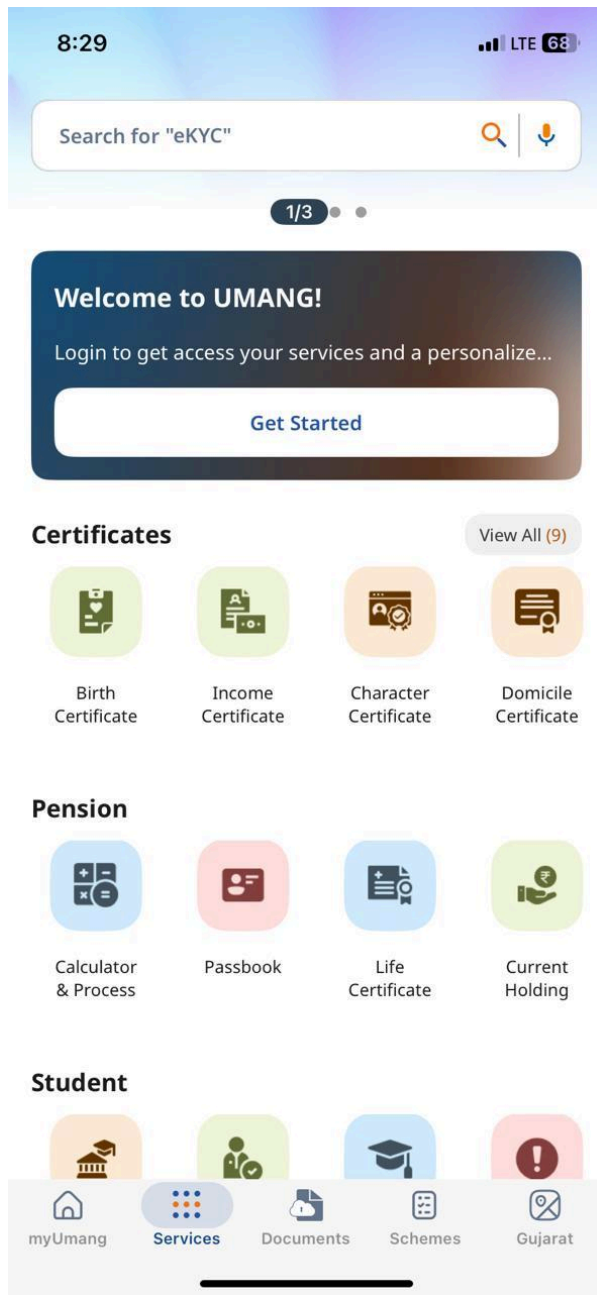 8:29
LTE 68
Search for "eKYC"
1/3
Welcome to UMANG!
Login to get access your services and a personalize...
Get Started
Certificates
View All (9)
Birth Certificate
Income Certificate
Character Certificate
Domicile Certificate
Pension
Calculator & Process
Passbook
Life Certificate
Current Holding
Student
myUmang
Services
Documents
Schemes
Gujarat